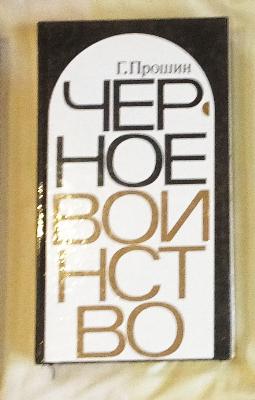 Г. Прошин
ЧЕР-
НОЕ
ВОИ
НСТ
ВО